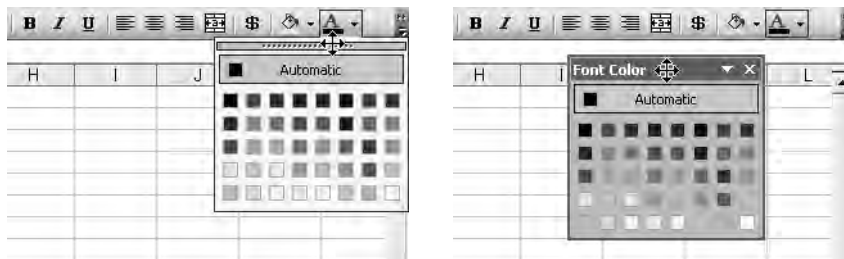 B I U $ A
H I J
Automatic
B I U $ A
H I L
Font Color
Automatic